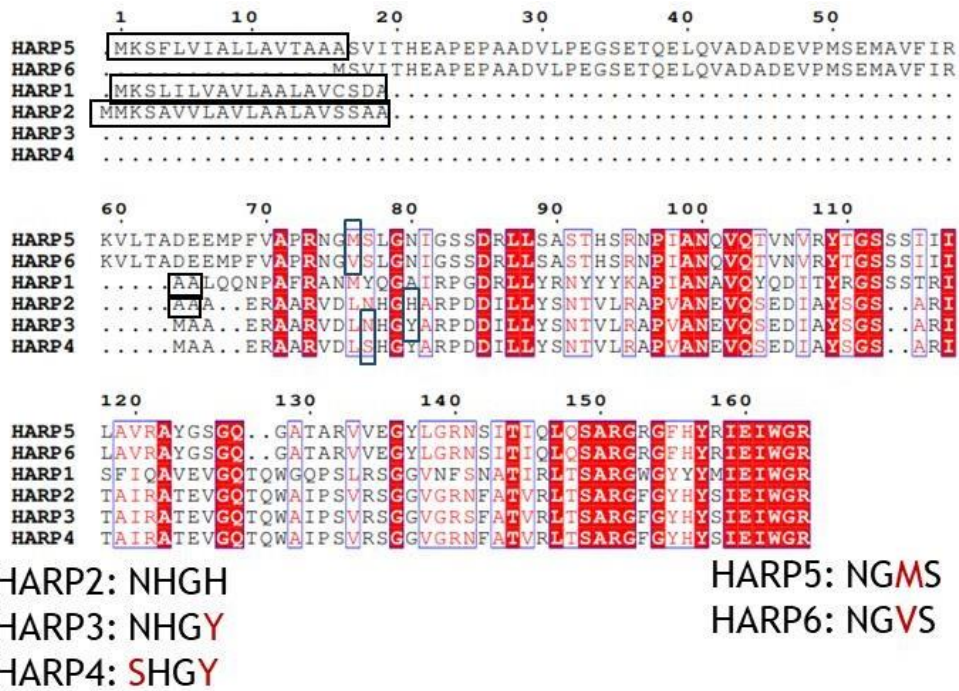 1 10 20 30 40 50
HARP5 MKSFLVIALLAVTAAASVITHEAPEPAADVLPEGSETQELQVADADEVPMSEMAVFIR
HARP6 ................MSVITHEAPEPAADVLPEGSETQELQVADADEVPMSEMAVFIR
HARP1 .MKSLILVAVLAALAVCSDA.......................................
HARP2 MMKSAVVLAVLAALAVSSAA.......................................
HARP3 ...........................................................
HARP4 ...........................................................
60 70 80 90 100 110
HARP5 KVLTADEEMPFVAPRNGMSLGNIGSSDRLLSASTHSRNPIANQVQTVNVRYTGSSSIII
HARP6 KVLTADEEMPFVAPRNGVSLGNIGSSDRLLSASTHSRNPIANQVQTVNVRYTGSSSIII
HARP1
HARP2 .....AAA..ERAARVDLNHGHARPDDILLYSNTVLRAPVANEVQSEDIAYSGS..ARI
HARP3 .....MAA..ERAARVDLNHGYARPDDILLYSNTVLRAPVANEVQSEDIAYSGS..ARI
HARP4 .....MAA..ERAARVDLSHGYARPDDILLYSNTVLRAPVANEVQSEDIAYSGS..ARI
120 130 140 150 160
HARP5 LAVRAYGSGQ..GATARVVEGYLGRNSITIQLQSARGRGFHYRIEIWGR
HARP6 LAVRAYGSGQ..GATARVVEGYLGRNSITIQLQSARGRGFHYRIEIWGR
HARP1 SFIQAVEVGQTQWGQPSLRSGGVNFSNATIRLTSARGWGYYYMIEIWGR
HARP2 TAIRATEVGQTQWAIPSVRSGGVGRNFATVRLTSARGFGYHYSIEIWGR
HARP3 TAIRATEVGQTQWAIPSVRSGGVGRSFATVRLTSARGFGYHYSIEIWGR
HARP4 TAIRATEVGQTQWAIPSVRSGGVGRNFATVRLTSARGFGYHYSIEIWGR
HARP2: NHGH
HARP3: NHGY
HARP4: SHGY
HARP5: NGMS
HARP6: NGVS